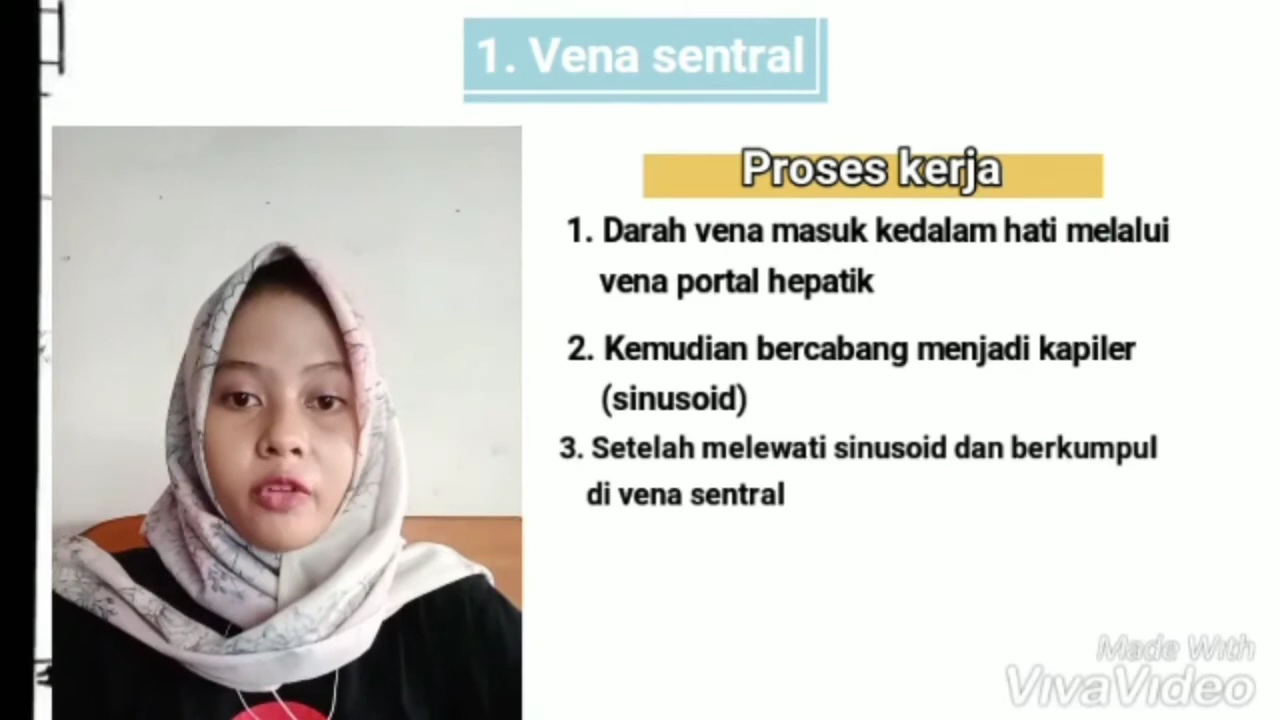 1. Vena sentral
Proses kerja
1. Darah vena masuk kedalam hati melalui
vena portal hepatik
2. Kemudian bercabang menjadi kapiler
(sinusoid)
3. Setelah melewati sinusoid dan berkumpul
di vena sentral
Made With
VivaVideo